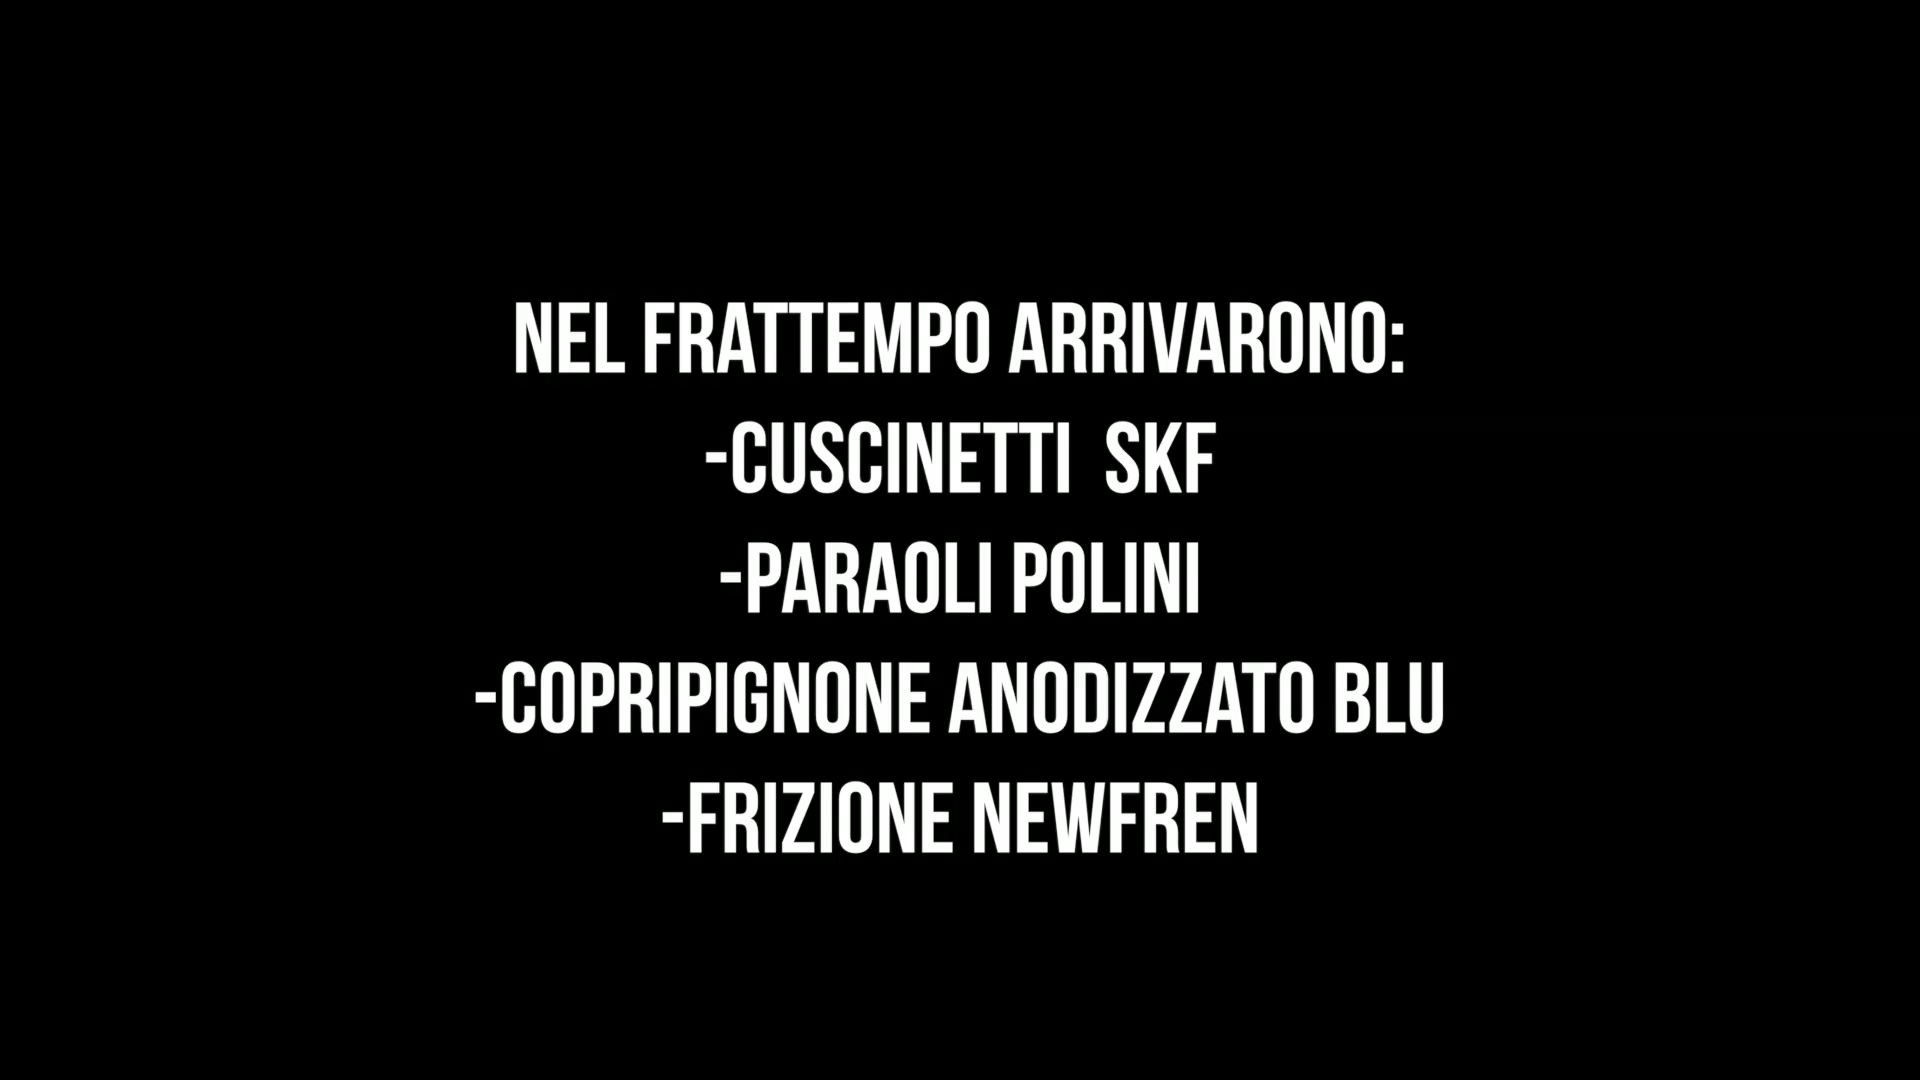 NEL FRATTEMPO ARRIVARONO:
-CUSCINETTI  SKF
-PARAOLI POLINI
-COPRIPIGNONE ANODIZZATO BLU
-FRIZIONE NEWFREN